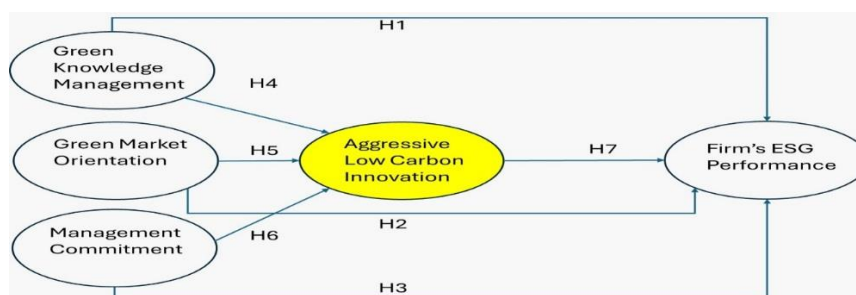 H1
Green
Knowledge
Management
H4
Green Market
Orientation
H5
Aggressive
Low Carbon
Innovation
H7
Firm's ESG
Performance
H2
Management
Commitment
H6
H3